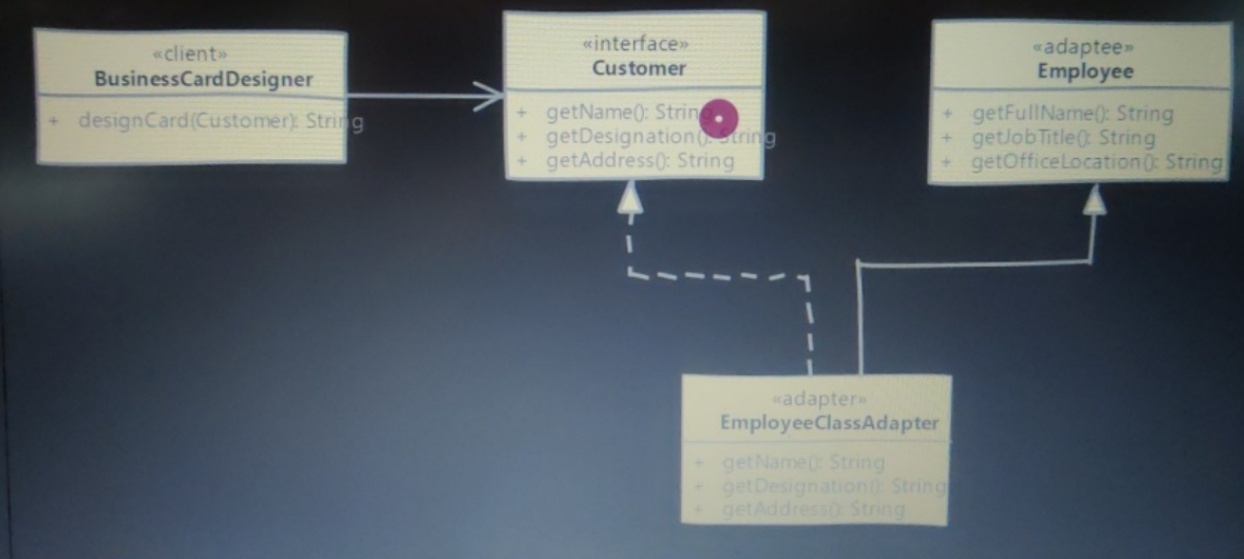 «client»
BusinessCardDesigner
+ designCard(Customer): String
«interface»
Customer
+ getName(): String
+ getDesignation(): String
+ getAddress(): String
«adaptee»
Employee
+ getFullName(): String
+ getJobTitle(): String
+ getOfficeLocation(): String
«adapter»
EmployeeClassAdapter
+ getName(): String
+ getDesignation(): String
+ getAddress(): String